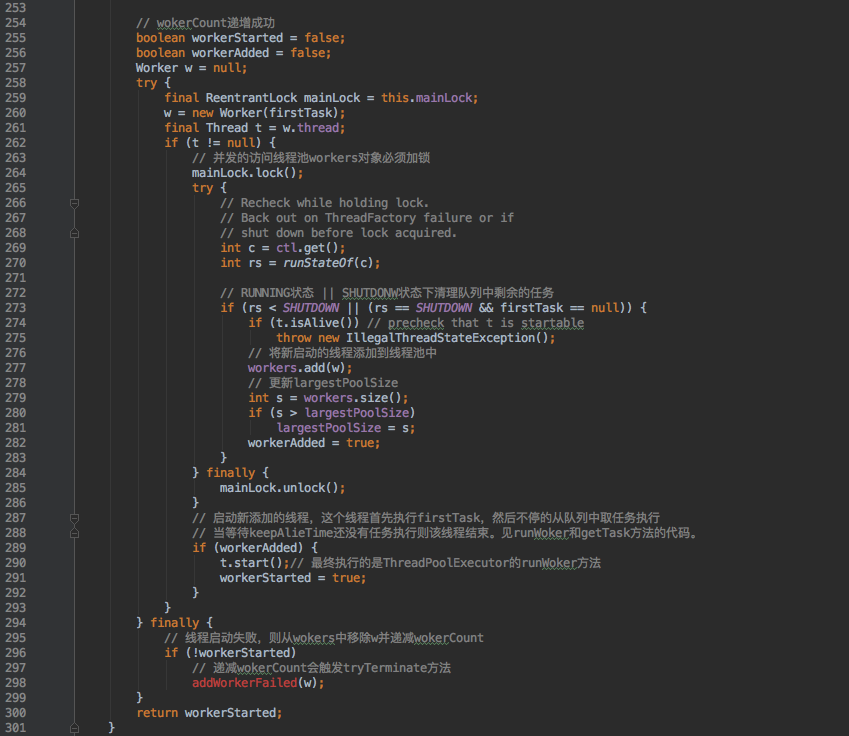 253
254 // wokerCount递增成功
255 boolean workerStarted = false;
256 boolean workerAdded = false;
257 Worker w = null;
258 try {
259 final ReentrantLock mainLock = this.mainLock;
260 w = new Worker(firstTask);
261 final Thread t = w.thread;
262 if (t != null) {
263 // 并发的访问线程池workers对象必须加锁
264 mainLock.lock();
265 try {
266 // Recheck while holding lock.
267 // Back out on ThreadFactory failure or if
268 // shut down before lock acquired.
269 int c = ctl.get();
270 int rs = runStateOf(c);
271
272 // RUNNING状态 || SHUTDONW状态下清理队列中剩余的任务
273 if (rs < SHUTDOWN || (rs == SHUTDOWN && firstTask == null)) {
274 if (t.isAlive()) // precheck that t is startable
275 throw new IllegalThreadStateException();
276 // 将新启动的线程添加到线程池中
277 workers.add(w);
278 // 更新largestPoolSize
279 int s = workers.size();
280 if (s > largestPoolSize)
281 largestPoolSize = s;
282 workerAdded = true;
283 }
284 } finally {
285 mainLock.unlock();
286 }
287 // 启动新添加的线程，这个线程首先执行firstTask，然后不停的从队列中取任务执行
288 // 当等待keepAlieTime还没有任务执行则该线程结束。见runWoker和getTask方法的代码。
289 if (workerAdded) {
290 t.start();// 最终执行的是ThreadPoolExecutor的runWoker方法
291 workerStarted = true;
292 }
293 }
294 } finally {
295 // 线程启动失败，则从wokers中移除w并递减wokerCount
296 if (!workerStarted)
297 // 递减wokerCount会触发tryTerminate方法
298 addWorkerFailed(w);
299 }
300 return workerStarted;
301 }